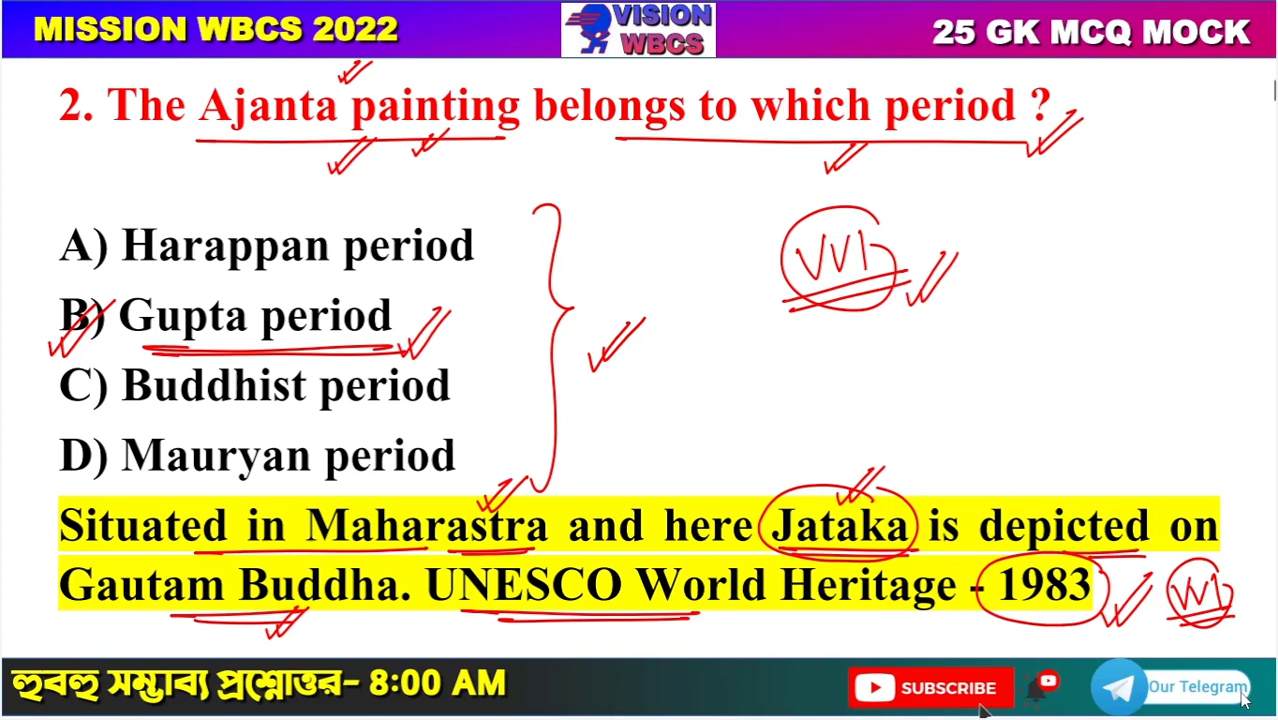 MISSION WBCS 2022
VISION
WBCS
25 GK MCQ MOCK
2. The Ajanta painting belongs to which period ?
A) Harappan period
B) Gupta period
C) Buddhist period
D) Mauryan period
VVI
Situated in Maharastra and here Jataka is depicted on
Gautam Buddha. UNESCO World Heritage - 1983
VVI
হুবহু সম্ভাব্য প্রশ্নোত্তর- 8:00 AM
SUBSCRIBE
Our Telegram